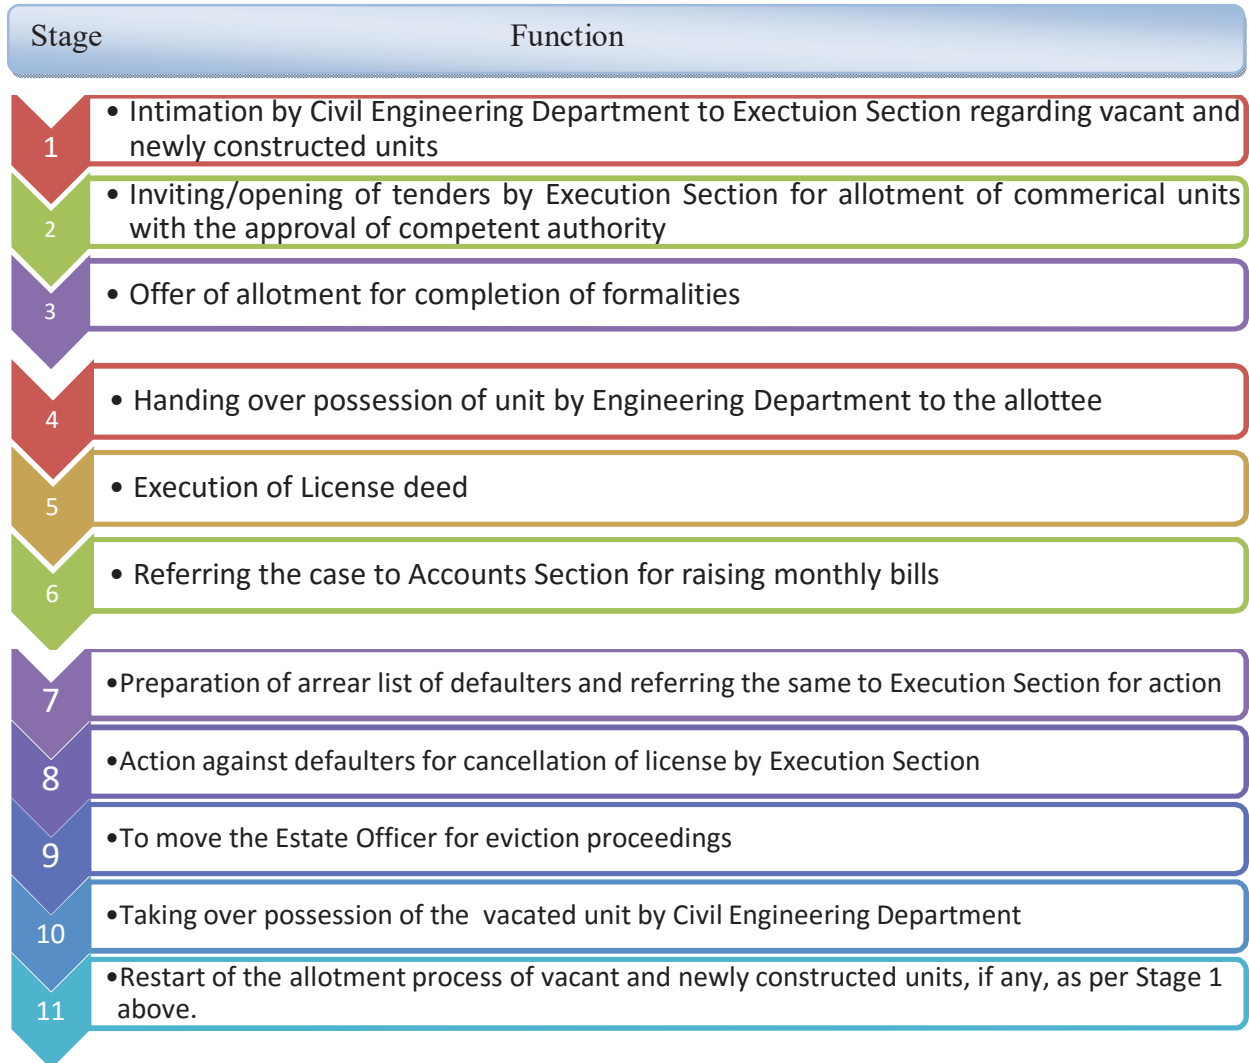 Stage Function
1 • Intimation by Civil Engineering Department to Exectuion Section regarding vacant and
newly constructed units
2 • Inviting/opening of tenders by Execution Section for allotment of commerical units
with the approval of competent authority
3 • Offer of allotment for completion of formalities
4 • Handing over possession of unit by Engineering Department to the allottee
5 • Execution of License deed
6 • Referring the case to Accounts Section for raising monthly bills
7 •Preparation of arrear list of defaulters and referring the same to Execution Section for action
8 •Action against defaulters for cancellation of license by Execution Section
9 •To move the Estate Officer for eviction proceedings
10 •Taking over possession of the vacated unit by Civil Engineering Department
11 •Restart of the allotment process of vacant and newly constructed units, if any, as per Stage 1
above.